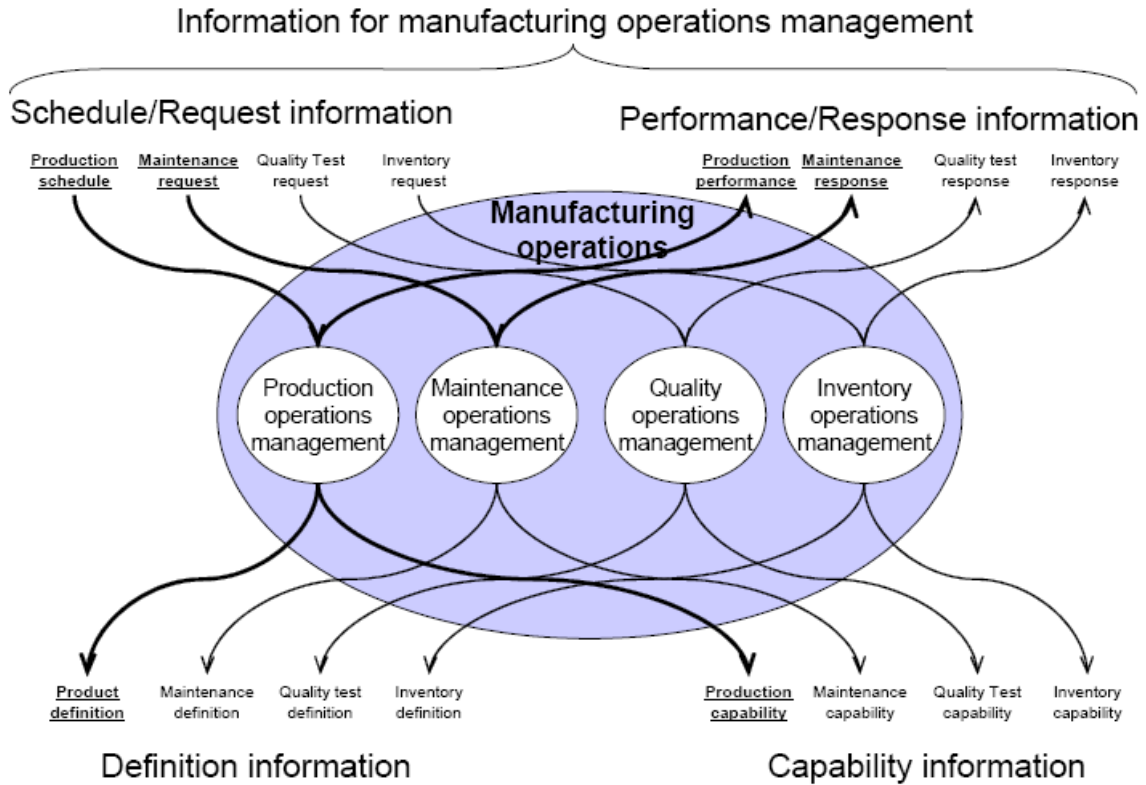 Information for manufacturing operations management
Schedule/Request information
Performance/Response information
Production
schedule
Maintenance
request
Quality Test
request
Inventory
request
Production
performance
Maintenance
response
Quality test
response
Inventory
response
Manufacturing
operations
Production
operations
management
Maintenance
operations
management
Quality
operations
management
Inventory
operations
management
Product
definition
Maintenance
definition
Quality test
definition
Inventory
definition
Production
capability
Maintenance
capability
Quality Test
capability
Inventory
capability
Definition information
Capability information